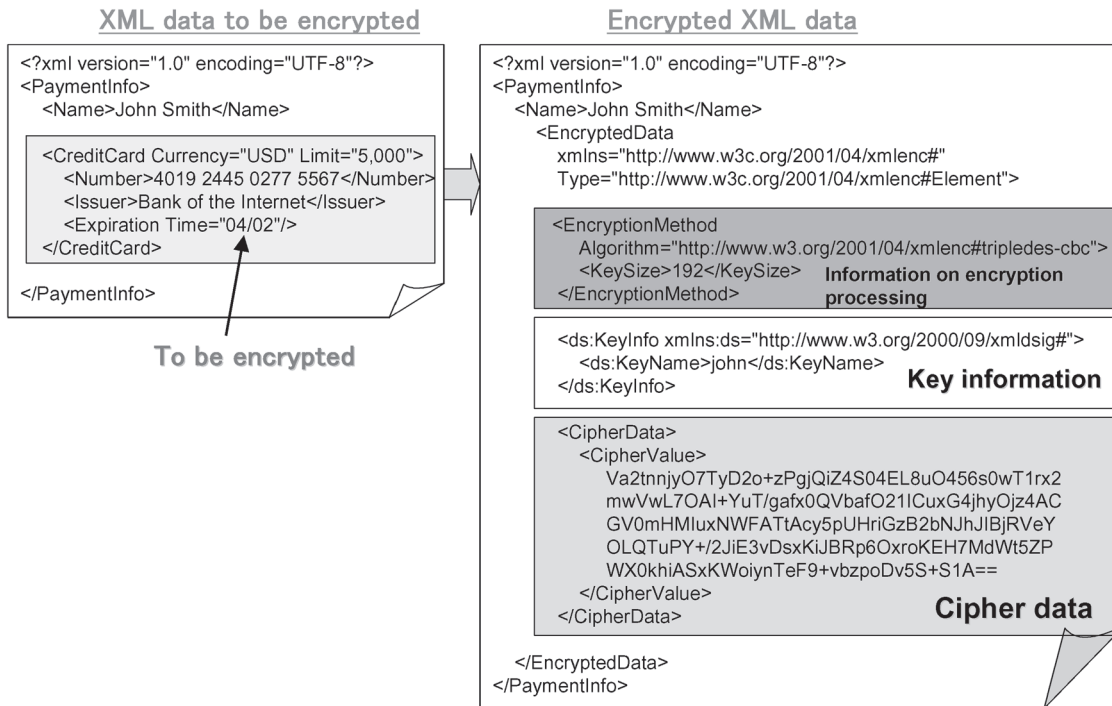 XML data to be encrypted
<?xml version="1.0" encoding="UTF-8"?>
<PaymentInfo>
<Name>John Smith</Name>
<CreditCard Currency="USD" Limit="5,000">
<Number>4019 2445 0277 5567</Number>
<Issuer>Bank of the Internet</Issuer>
<Expiration Time="04/02"/>
</CreditCard>
</PaymentInfo>
To be encrypted
Encrypted XML data
<?xml version="1.0" encoding="UTF-8"?>
<PaymentInfo>
<Name>John Smith</Name>
<EncryptedData
xmlns="http://www.w3c.org/2001/04/xmlenc#"
Type="http://www.w3c.org/2001/04/xmlenc#Element">
<EncryptionMethod
Algorithm="http://www.w3.org/2001/04/xmlenc#tripledes-cbc">
<KeySize>192</KeySize>
</EncryptionMethod>
Information on encryption
processing
<ds:KeyInfo xmlns:ds="http://www.w3.org/2000/09/xmldsig#">
<ds:KeyName>john</ds:KeyName>
</ds:KeyInfo>
Key information
<CipherData>
<CipherValue>
Va2tnnjyO7TyD2o+zPgjQiZ4S04EL8uO456s0wT1rx2
mwVwL7OAI+YuT/gafx0QVbafO21ICuxG4jhyOjz4AC
GV0mHMIuxNWFATtAcy5pUHriGzB2bNJhJIBjRVeY
OLQTuPY+/2JiE3vDsxKiJBRp6OxroKEH7MdWt5ZP
WX0khiASxKWoiynTeF9+vbzpoDv5S+S1A==
</CipherValue>
</CipherData>
Cipher data
</EncryptedData>
</PaymentInfo>